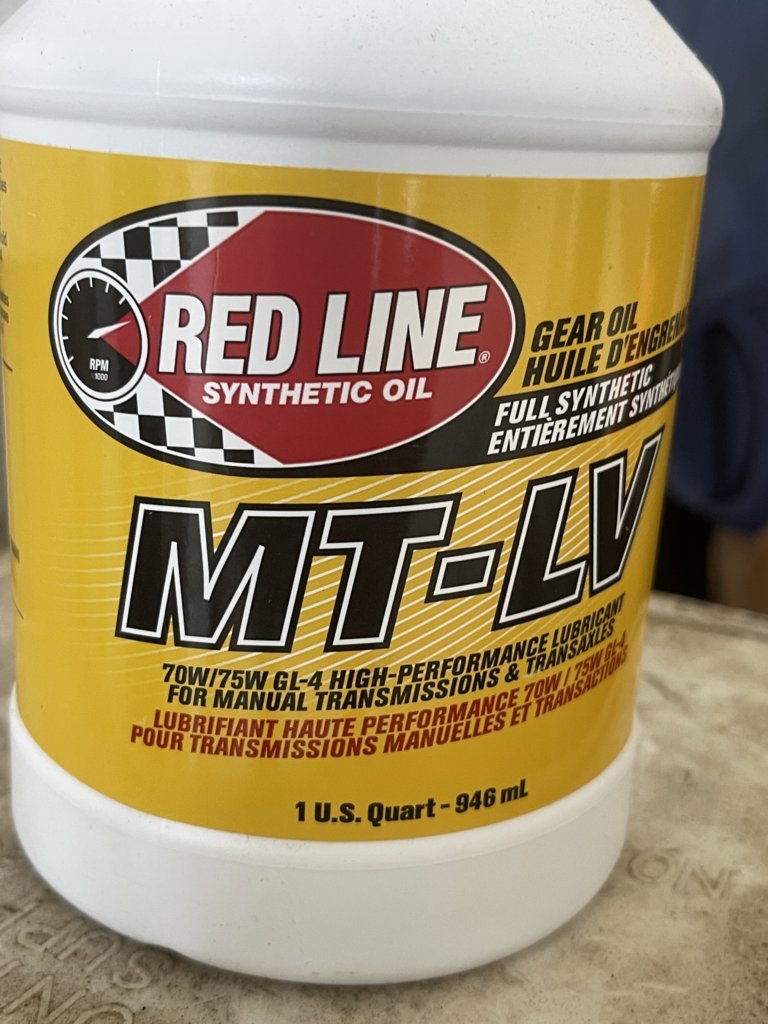 RPM
1000
RED LINE®
SYNTHETIC OIL
GEAR OIL
HUILE D'ENGRENAGE
FULL SYNTHETIC
ENTIÈREMENT
MT-LV
70W/75W GL-4 HIGH-PERFORMANCE LUBRICANT
FOR MANUAL TRANSMISSIONS & TRANSAXLES
LUBRIFIANT HAUTE PERFORMANCE 70W / 75W GL-4
POUR TRANSMISSIONS MANUELLES ET TRANSACTIONS
1 U.S. Quart - 946 mL
ON